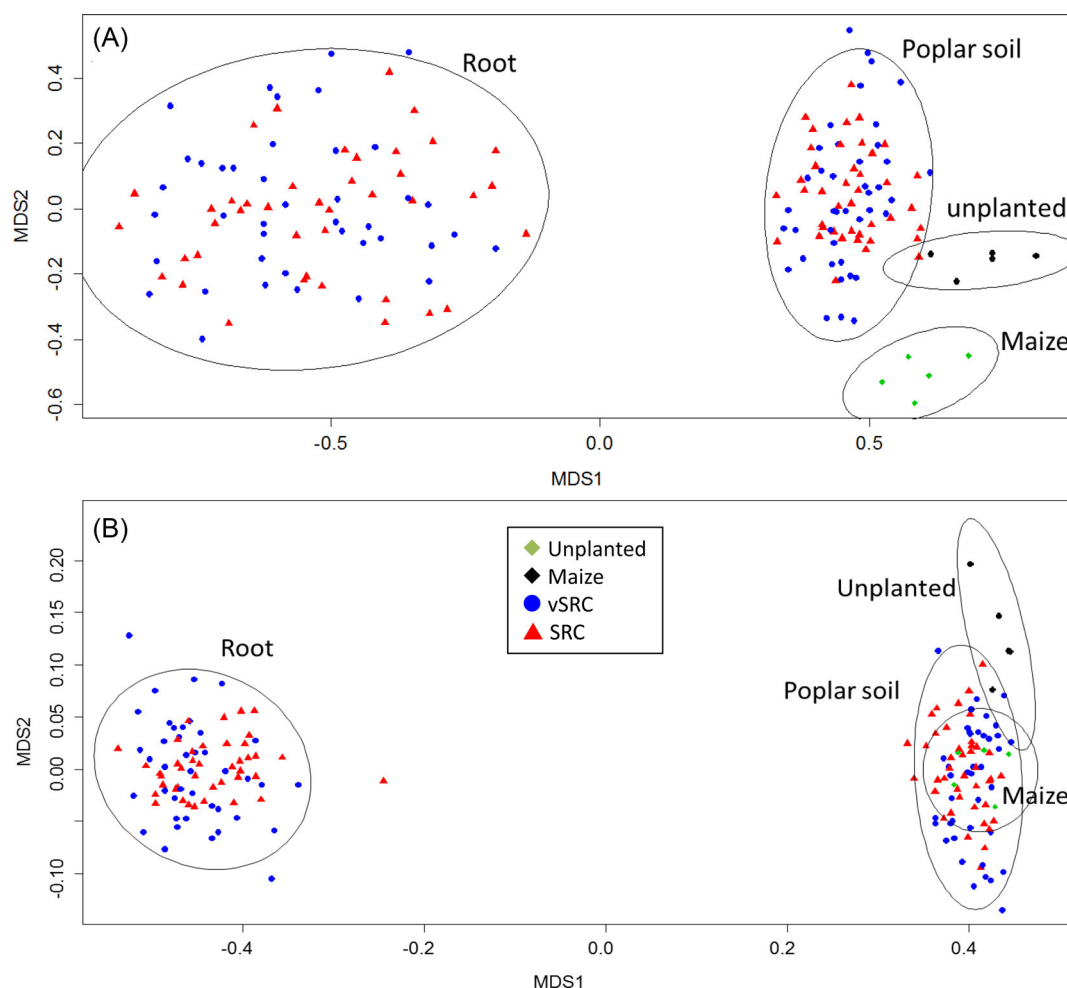 (A)
Root
Poplar soil
unplanted
Maize
MDS2
0.4
0.2
0.0
-0.2
-0.4
-0.6
-0.5
0.0
0.5
MDS1
(B)
Unplanted
Maize
vSRC
SRC
Root
Unplanted
Poplar soil
Maize
MDS2
0.20
0.15
0.10
0.05
0.00
-0.10
-0.4
-0.2
0.0
0.2
0.4
MDS1